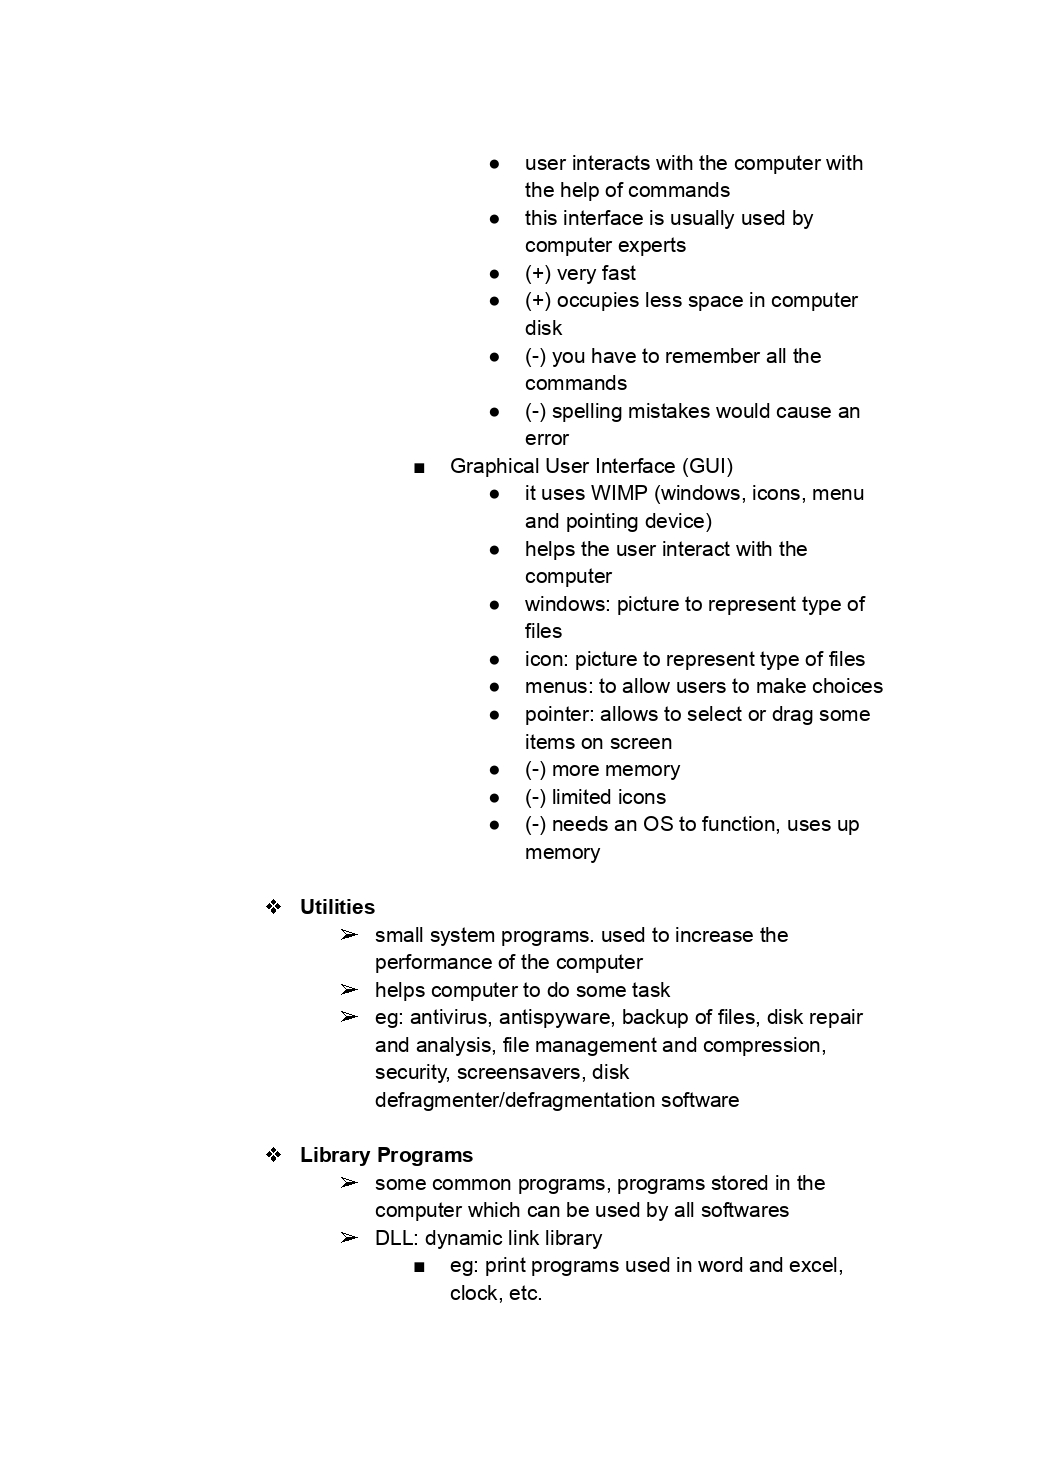 ● user interacts with the computer with
the help of commands
● this interface is usually used by
computer experts
● (+) very fast
● (+) occupies less space in computer
disk
● (-) you have to remember all the
commands
● (-) spelling mistakes would cause an
error
■ Graphical User Interface (GUI)
● it uses WIMP (windows, icons, menu
and pointing device)
● helps the user interact with the
computer
● windows: picture to represent type of
files
● icon: picture to represent type of files
● menus: to allow users to make choices
● pointer: allows to select or drag some
items on screen
● (-) more memory
● (-) limited icons
● (-) needs an OS to function, uses up
memory
❖ Utilities
➢ small system programs. used to increase the
performance of the computer
➢ helps computer to do some task
➢ eg: antivirus, antispyware, backup of files, disk repair
and analysis, file management and compression,
security, screensavers, disk
defragmenter/defragmentation software
❖ Library Programs
➢ some common programs, programs stored in the
computer which can be used by all softwares
➢ DLL: dynamic link library
■ eg: print programs used in word and excel,
clock, etc.